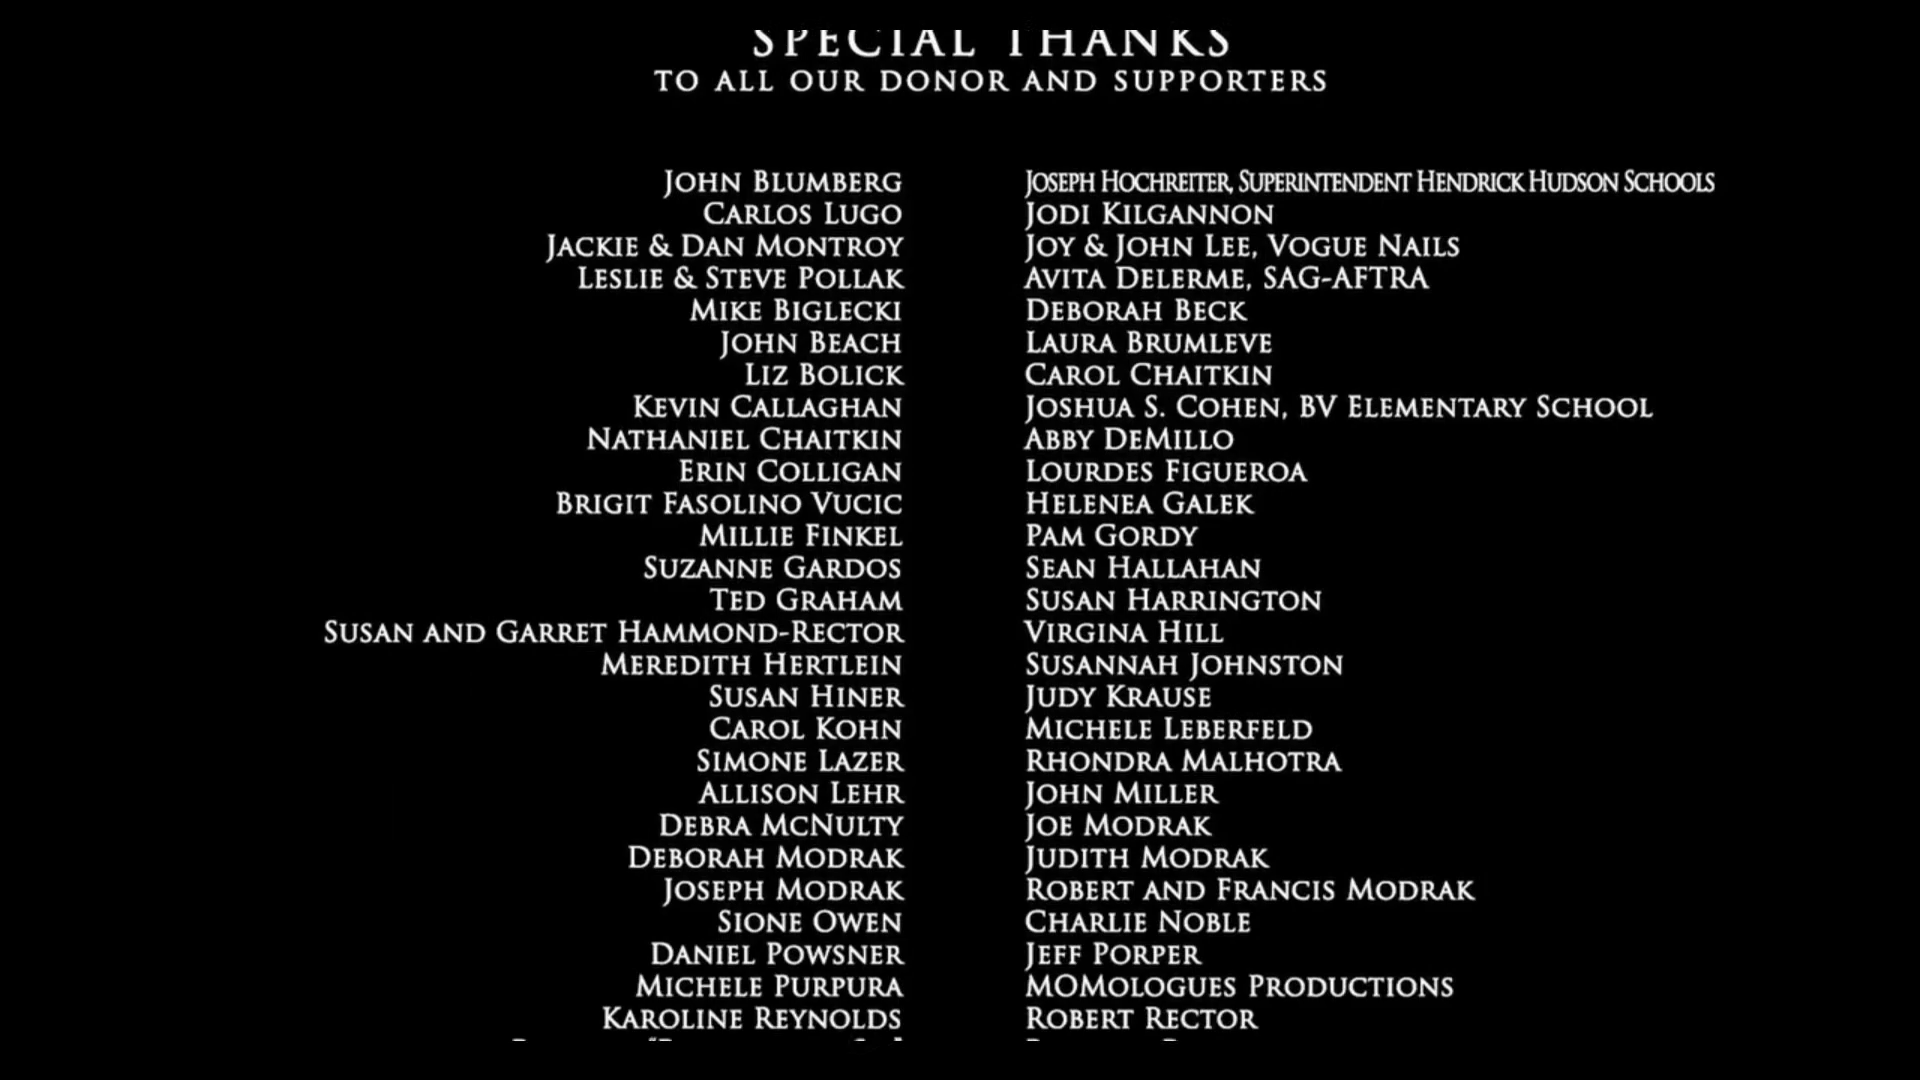 SPECIAL THANKS
TO ALL OUR DONOR AND SUPPORTERS
JOHN BLUMBERG
CARLOS LUGO
JACKIE & DAN MONTROY
LESLIE & STEVE POLLAK
MIKE BIGLECKI
JOHN BEACH
LIZ BOLICK
KEVIN CALLAGHAN
NATHANIEL CHAITKIN
ERIN COLLIGAN
BRIGIT FASOLINO VUCIC
MILLIE FINKEL
SUZANNE GARDOS
TED GRAHAM
SUSAN AND GARRET HAMMOND-RECTOR
MEREDITH HERTLEIN
SUSAN HINER
CAROL KOHN
SIMONE LAZER
ALLISON LEHR
DEBRA MCNULTY
DEBORAH MODRAK
JOSEPH MODRAK
SIONE OWEN
DANIEL POWSNER
MICHELE PURPURA
KAROLINE REYNOLDS
JOSEPH HOCHREITER, SUPERINTENDENT HENDRICK HUDSON SCHOOLS
JODI KILGANNON
JOY & JOHN LEE, VOGUE NAILS
AVITA DELERME, SAG-AFTRA
DEBORAH BECK
LAURA BRUMLEVE
CAROL CHAITKIN
JOSHUA S. COHEN, BV ELEMENTARY SCHOOL
ABBY DEMILLO
LOURDES FIGUEROA
HELENEA GALEK
PAM GORDY
SEAN HALLAHAN
SUSAN HARRINGTON
VIRGINA HILL
SUSANNAH JOHNSTON
JUDY KRAUSE
MICHELE LEBERFELD
RHONDRA MALHOTRA
JOHN MILLER
JOE MODRAK
JUDITH MODRAK
ROBERT AND FRANCIS MODRAK
CHARLIE NOBLE
JEFF PORPER
MOMOLOGUES PRODUCTIONS
ROBERT RECTOR